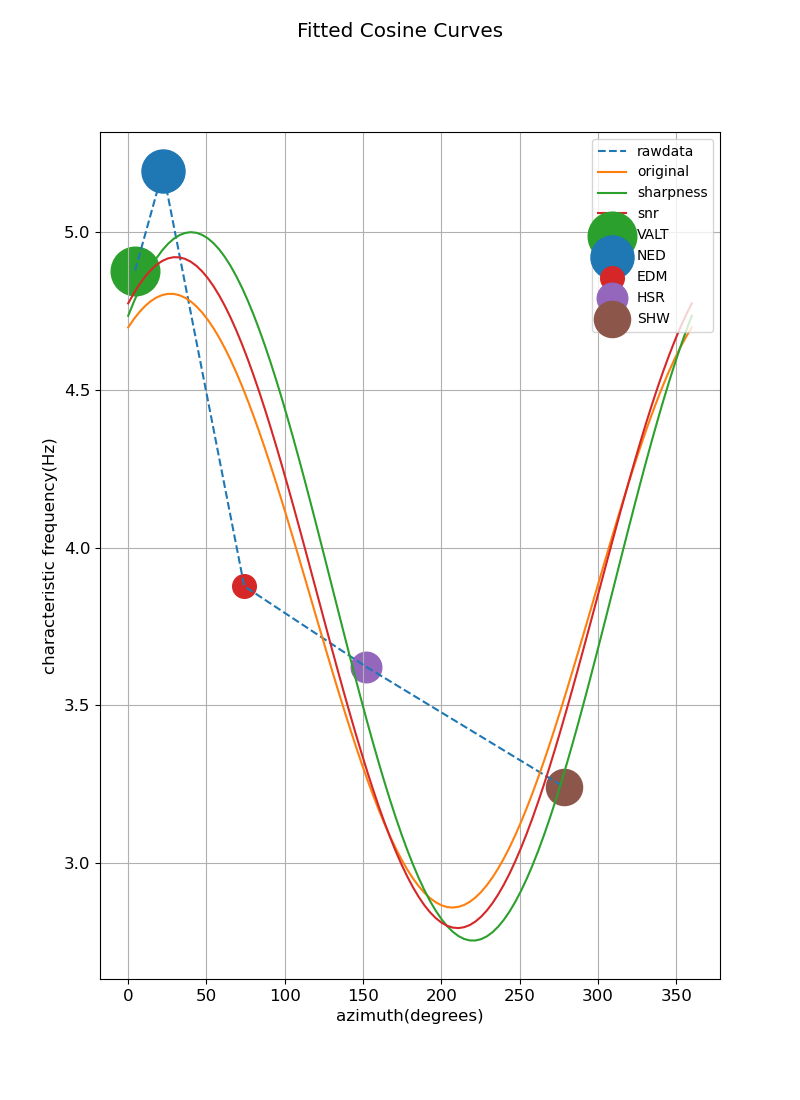 Fitted Cosine Curves
rawdata
original
sharpness
snr
VALT
NED
EDM
HSR
SHW
characteristic frequency(Hz)
5.0
4.5
4.0
3.5
3.0
0 50 100 150 200 250 300 350
azimuth(degrees)